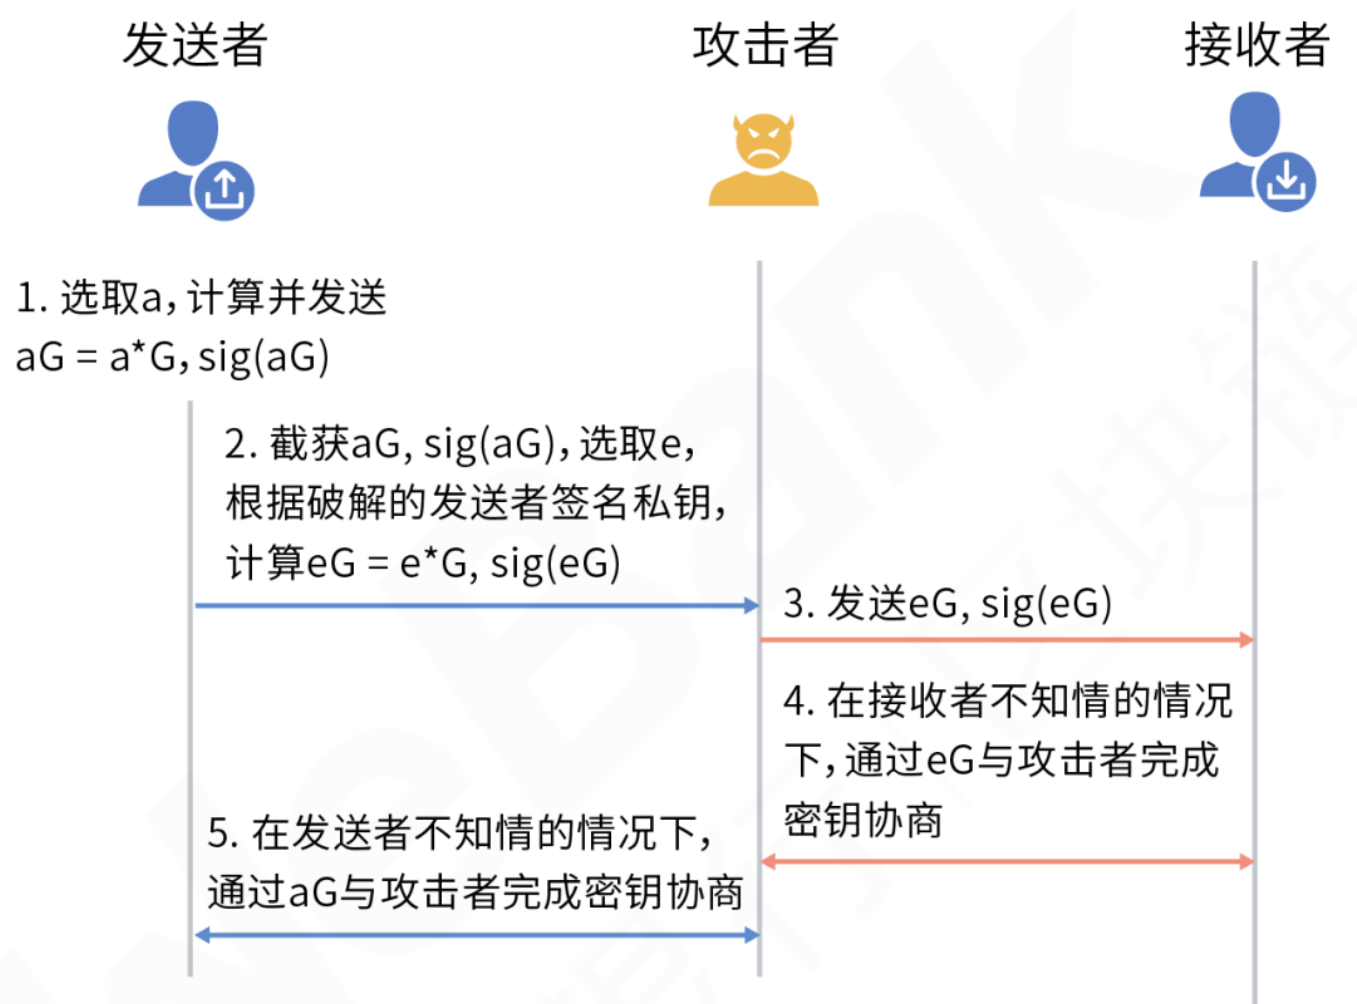 发送者
攻击者
接收者
1. 选取a，计算并发送
aG = a*G，sig(aG)
2. 截获aG, sig(aG)，选取e，
根据破解的发送者签名私钥，
计算eG = e*G, sig(eG)
3. 发送eG, sig(eG)
4. 在接收者不知情的情况
下，通过eG与攻击者完成
密钥协商
5. 在发送者不知情的情况下，
通过aG与攻击者完成密钥协商
WeBank